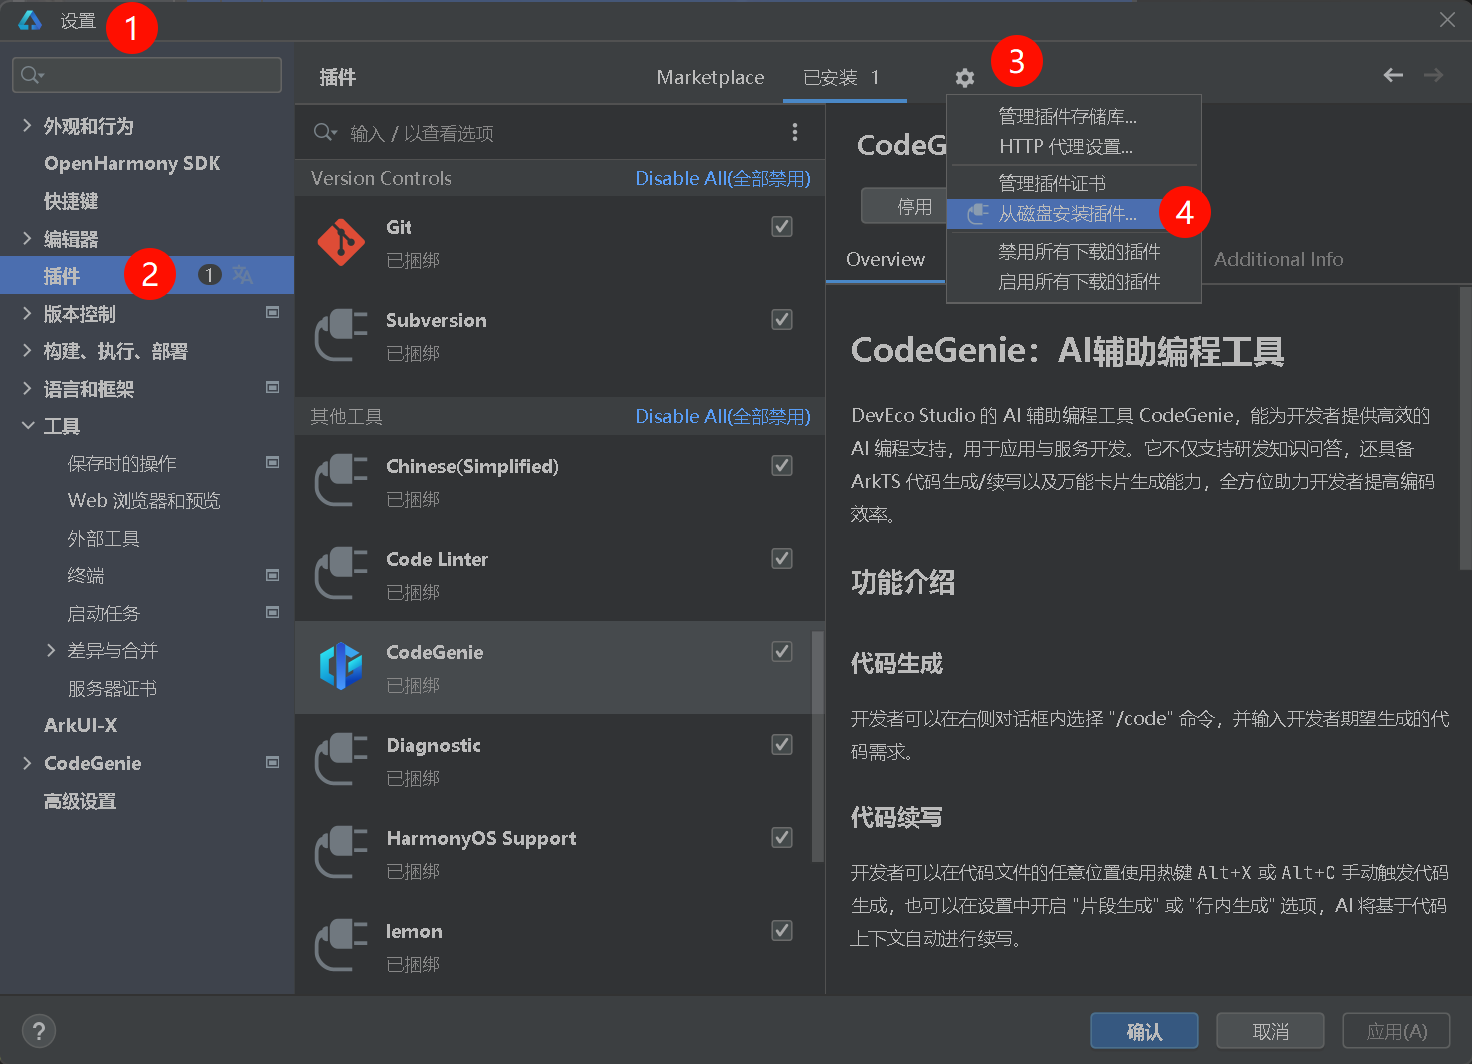 设置
1
外观和行为
OpenHarmony SDK
快捷键
编辑器
插件
2
1
版本控制
构建、执行、部署
语言和框架
工具
保存时的操作
Web 浏览器和预览
外部工具
终端
启动任务
差异与合并
服务器证书
ArkUI-X
CodeGenie
高级设置
插件
Marketplace
已安装 1
3
输入 / 以查看选项
Version Controls
Disable All(全部禁用)
Git
已捆绑
Subversion
已捆绑
其他工具
Disable All(全部禁用)
Chinese(Simplified)
已捆绑
Code Linter
已捆绑
CodeGenie
已捆绑
Diagnostic
已捆绑
HarmonyOS Support
已捆绑
lemon
已捆绑
管理插件存储库...
HTTP 代理设置...
管理插件证书
从磁盘安装插件...
4
禁用所有下载的插件
启用所有下载的插件
CodeG
停用
Overview
Additional Info
CodeGenie：AI辅助编程工具
DevEco Studio 的 AI 辅助编程工具 CodeGenie，能为开发者提供高效的
AI 编程支持，用于应用与服务开发。它不仅支持研发知识问答，还具备
ArkTS 代码生成/续写以及万能卡片生成能力，全方位助力开发者提高编码
效率。
功能介绍
代码生成
开发者可以在右侧对话框内选择 "/code" 命令，并输入开发者期望生成的代
码需求。
代码续写
开发者可以在代码文件的任意位置使用热键 Alt+X 或 Alt+C 手动触发代码
生成，也可以在设置中开启 "片段生成" 或 "行内生成" 选项，AI 将基于代码
上下文自动进行续写。
?
确认
取消
应用(A)